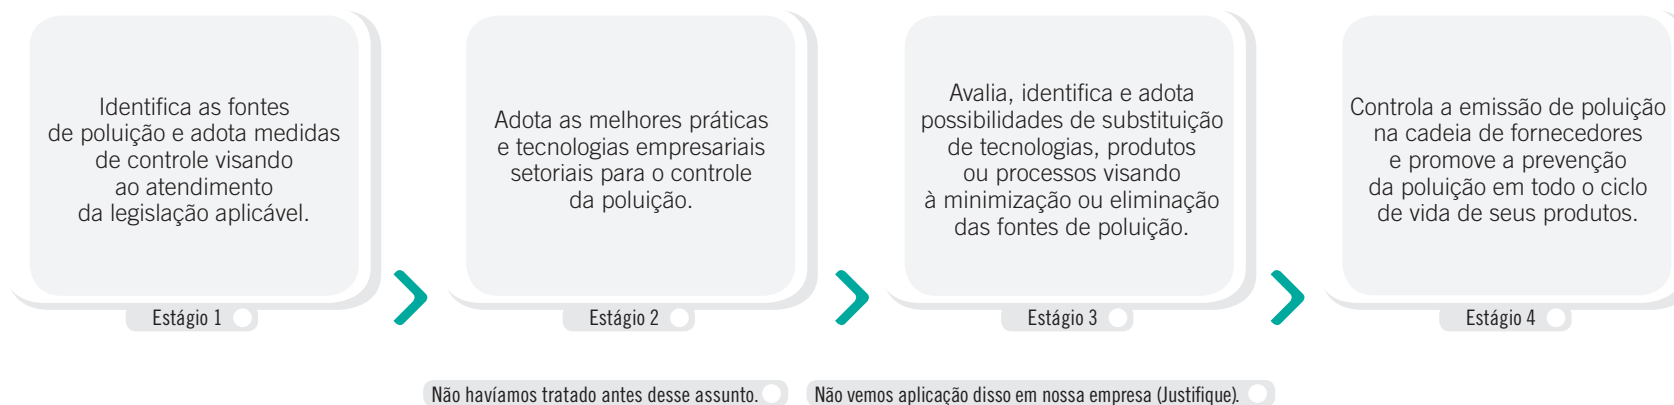 Identifica as fontes
de poluição e adota medidas
de controle visando
ao atendimento
da legislação aplicável.
Estágio 1
Adota as melhores práticas
e tecnologias empresariais
setoriais para o controle
da poluição.
Estágio 2
Avalia, identifica e adota
possibilidades de substituição
de tecnologias, produtos
ou processos visando
à minimização ou eliminação
das fontes de poluição.
Estágio 3
Controla a emissão de poluição
na cadeia de fornecedores
e promove a prevenção
da poluição em todo o ciclo
de vida de seus produtos.
Estágio 4
Não havíamos tratado antes desse assunto.
Não vemos aplicação disso em nossa empresa (Justifique).